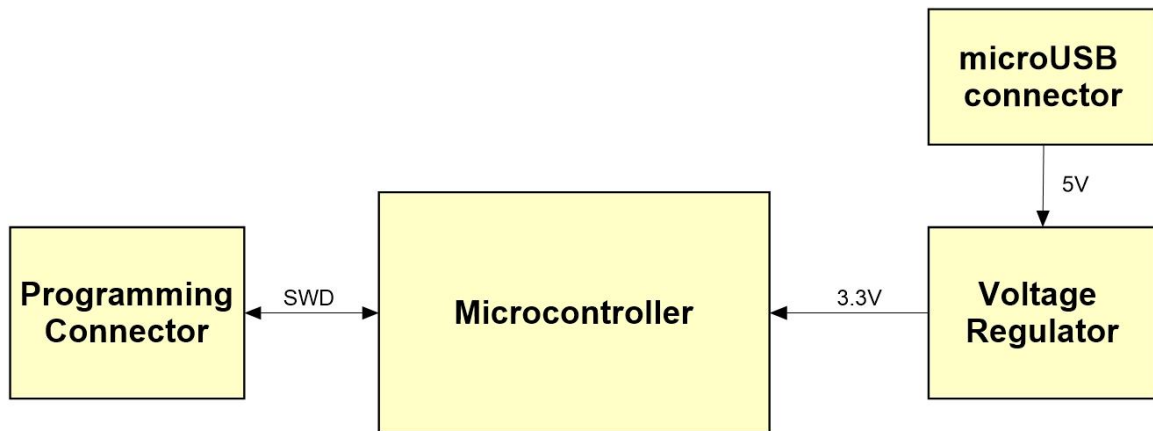 microUSB
connector
5V
Programming
Connector
SWD
Microcontroller
3.3V
Voltage
Regulator